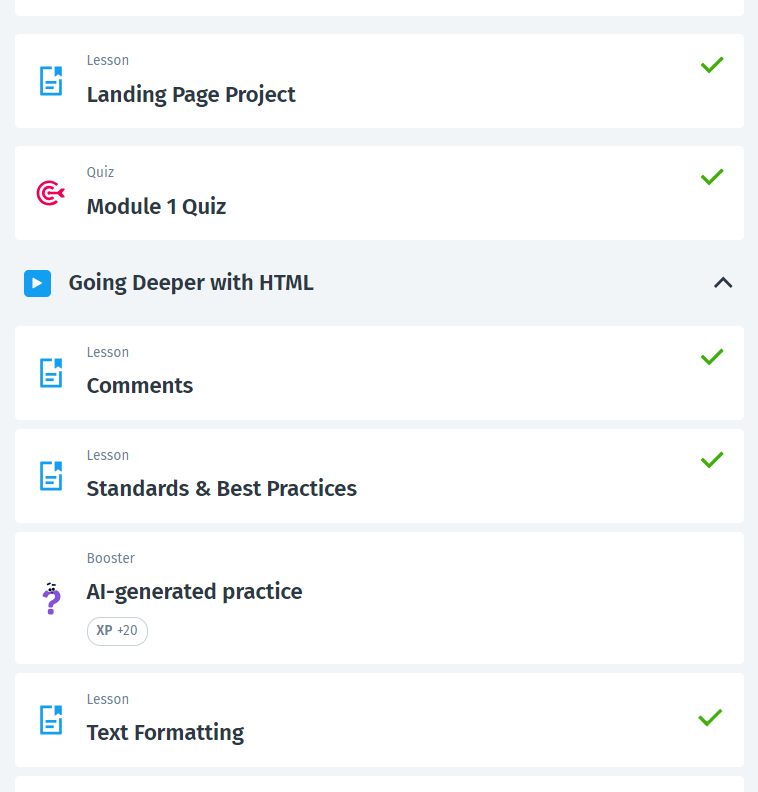 Lesson
Landing Page Project
Quiz
Module 1 Quiz
Going Deeper with HTML
Lesson
Comments
Lesson
Standards & Best Practices
Booster
AI-generated practice
XP +20
Lesson
Text Formatting